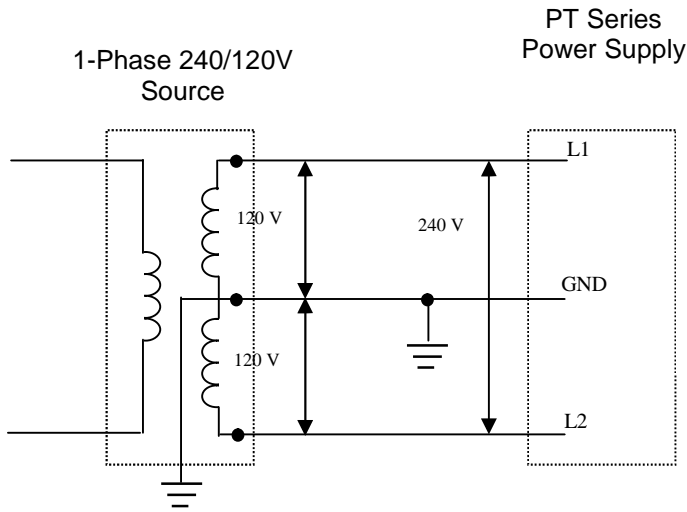 PT Series
Power Supply
1-Phase 240/120V
Source
L1
120 V
240 V
GND
120 V
L2